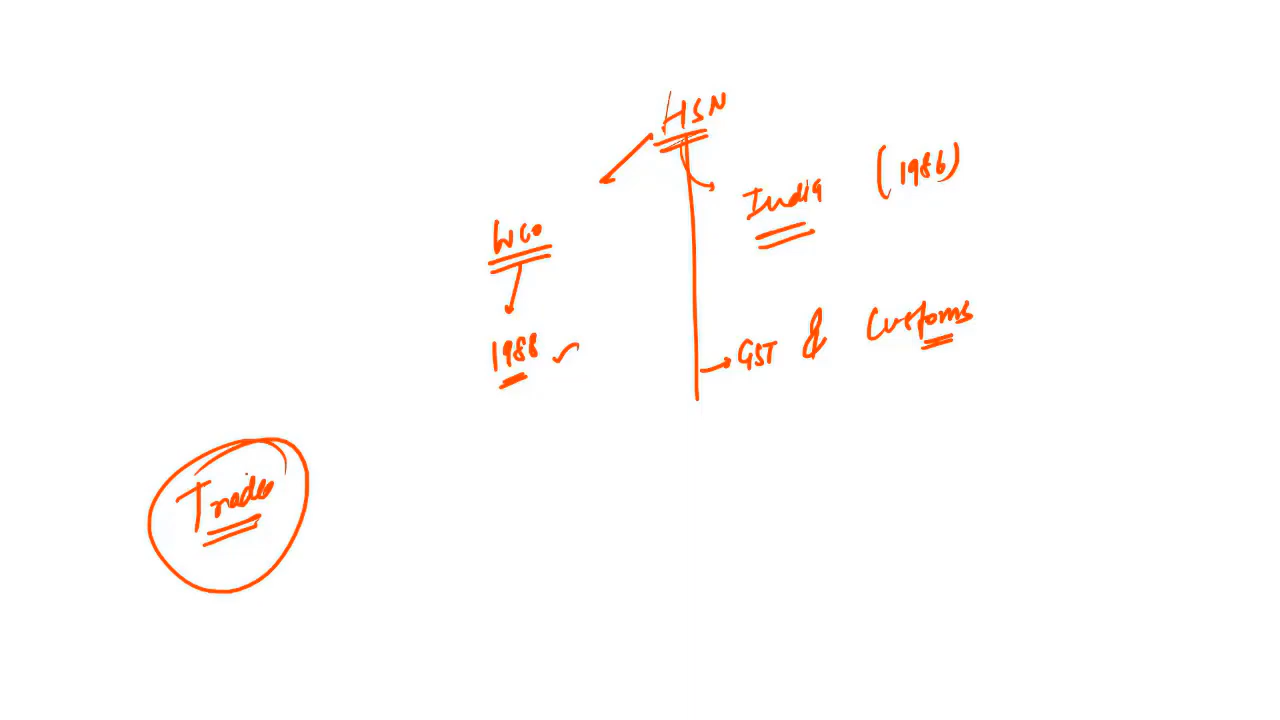 HSN
India (1986)
WCO
1988
GST & Customs
Trade